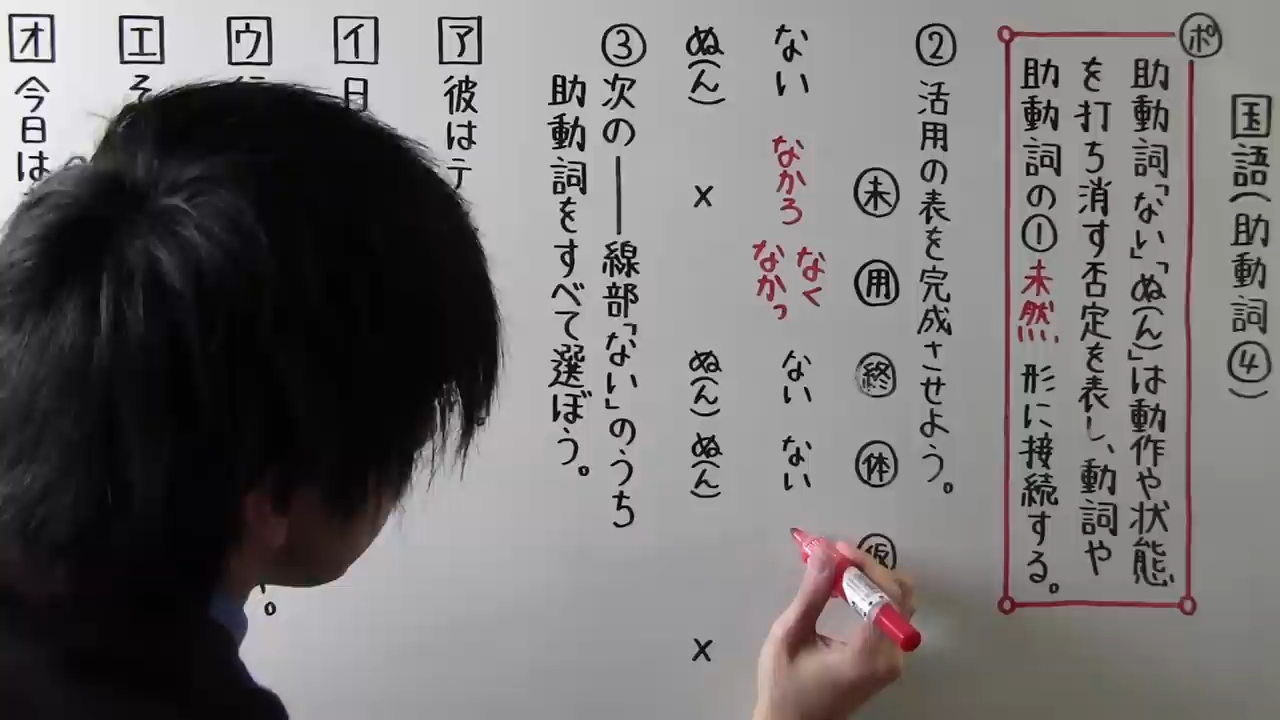 国語(助動詞④)
ポ
助動詞「ない」「ぬ(ん)」は動作や状態
を打ち消す否定を表し、動詞や
助動詞の①未然形に接続する。
②活用の表を完成させよう。
未 用 終 体 仮
ない なかろ なく なかっ ない ない
ぬ(ん) × ぬ(ん) ぬ(ん) ×
③次の――線部「ない」のうち
助動詞をすべて選ぼう。
ア 彼はテ
イ 日
ウ
エ そ
オ 今日は